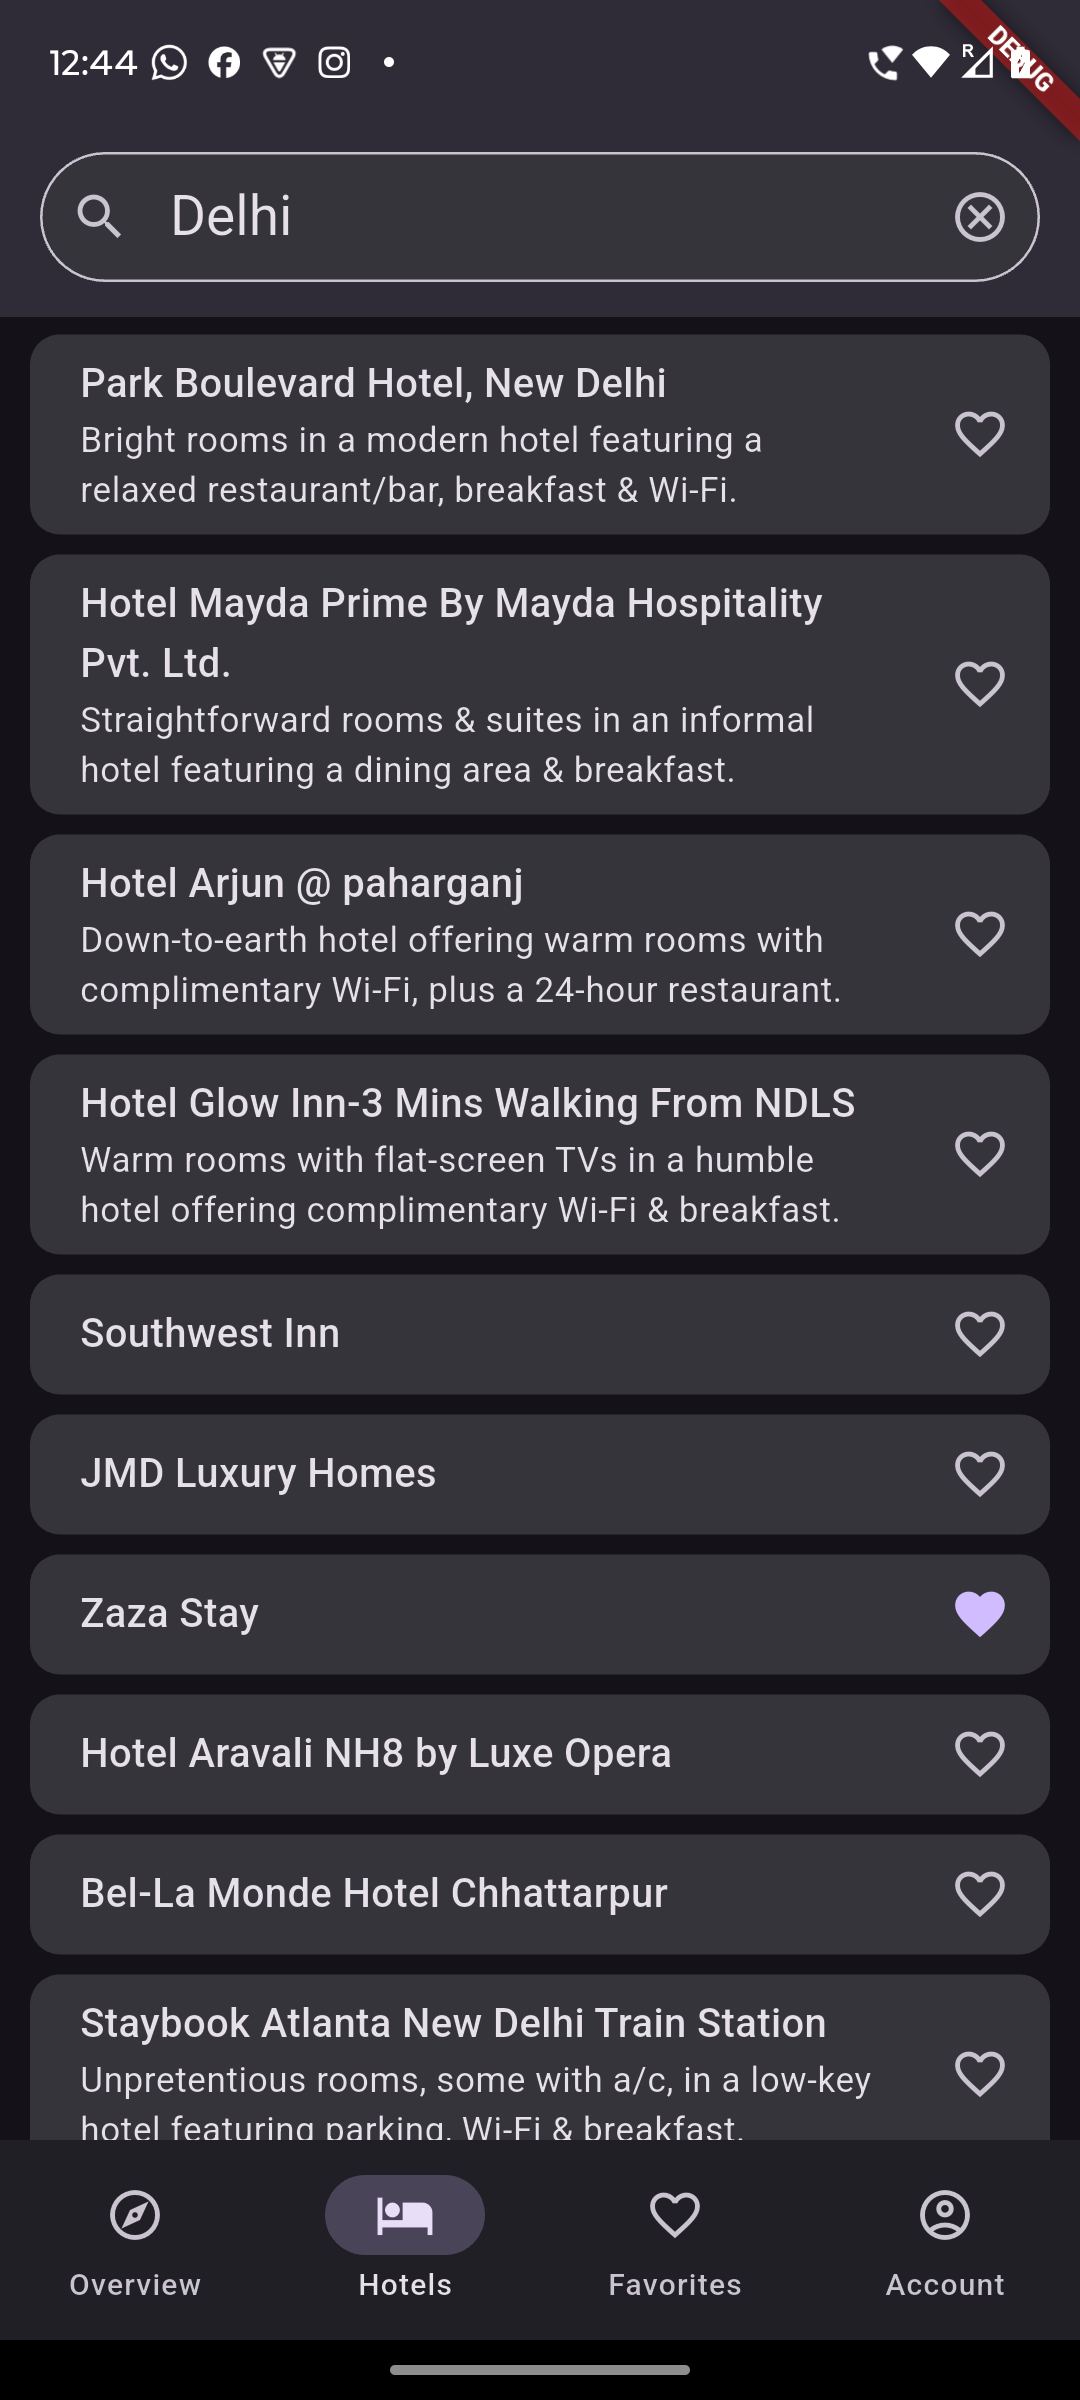 12:44
R
DEBUG
Delhi
Park Boulevard Hotel, New Delhi
Bright rooms in a modern hotel featuring a
relaxed restaurant/bar, breakfast & Wi-Fi.
Hotel Mayda Prime By Mayda Hospitality
Pvt. Ltd.
Straightforward rooms & suites in an informal
hotel featuring a dining area & breakfast.
Hotel Arjun @ paharganj
Down-to-earth hotel offering warm rooms with
complimentary Wi-Fi, plus a 24-hour restaurant.
Hotel Glow Inn-3 Mins Walking From NDLS
Warm rooms with flat-screen TVs in a humble
hotel offering complimentary Wi-Fi & breakfast.
Southwest Inn
JMD Luxury Homes
Zaza Stay
Hotel Aravali NH8 by Luxe Opera
Bel-La Monde Hotel Chhattarpur
Staybook Atlanta New Delhi Train Station
Unpretentious rooms, some with a/c, in a low-key
hotel featuring parking, Wi-Fi & breakfast.
Overview
Hotels
Favorites
Account